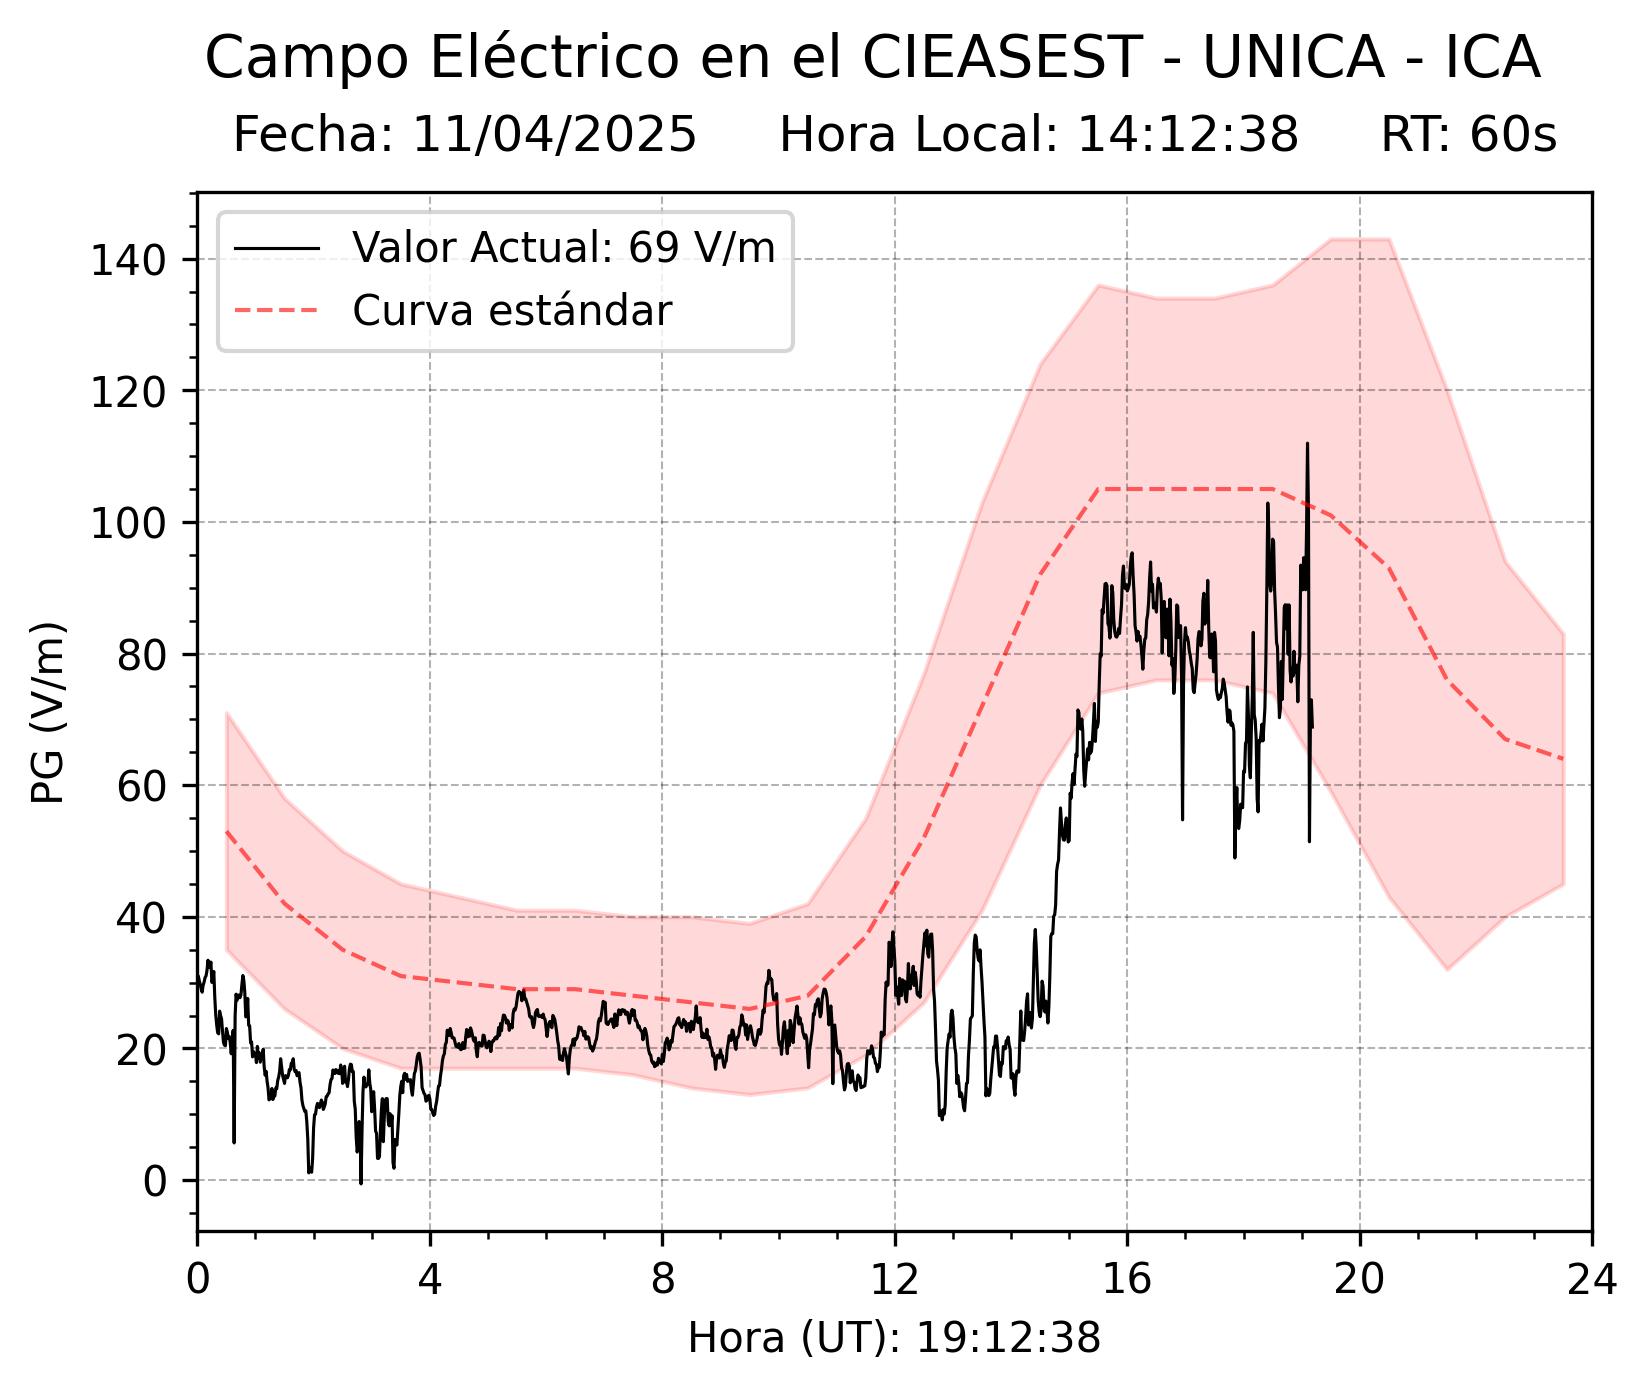 Campo Eléctrico en el CIEASEST - UNICA - ICA
Fecha: 11/04/2025 Hora Local: 14:12:38 RT: 60s
Valor Actual: 69 V/m
Curva estándar
PG (V/m)
140
120
100
80
60
40
20
0
0 4 8 12 16 20 24
Hora (UT): 19:12:38